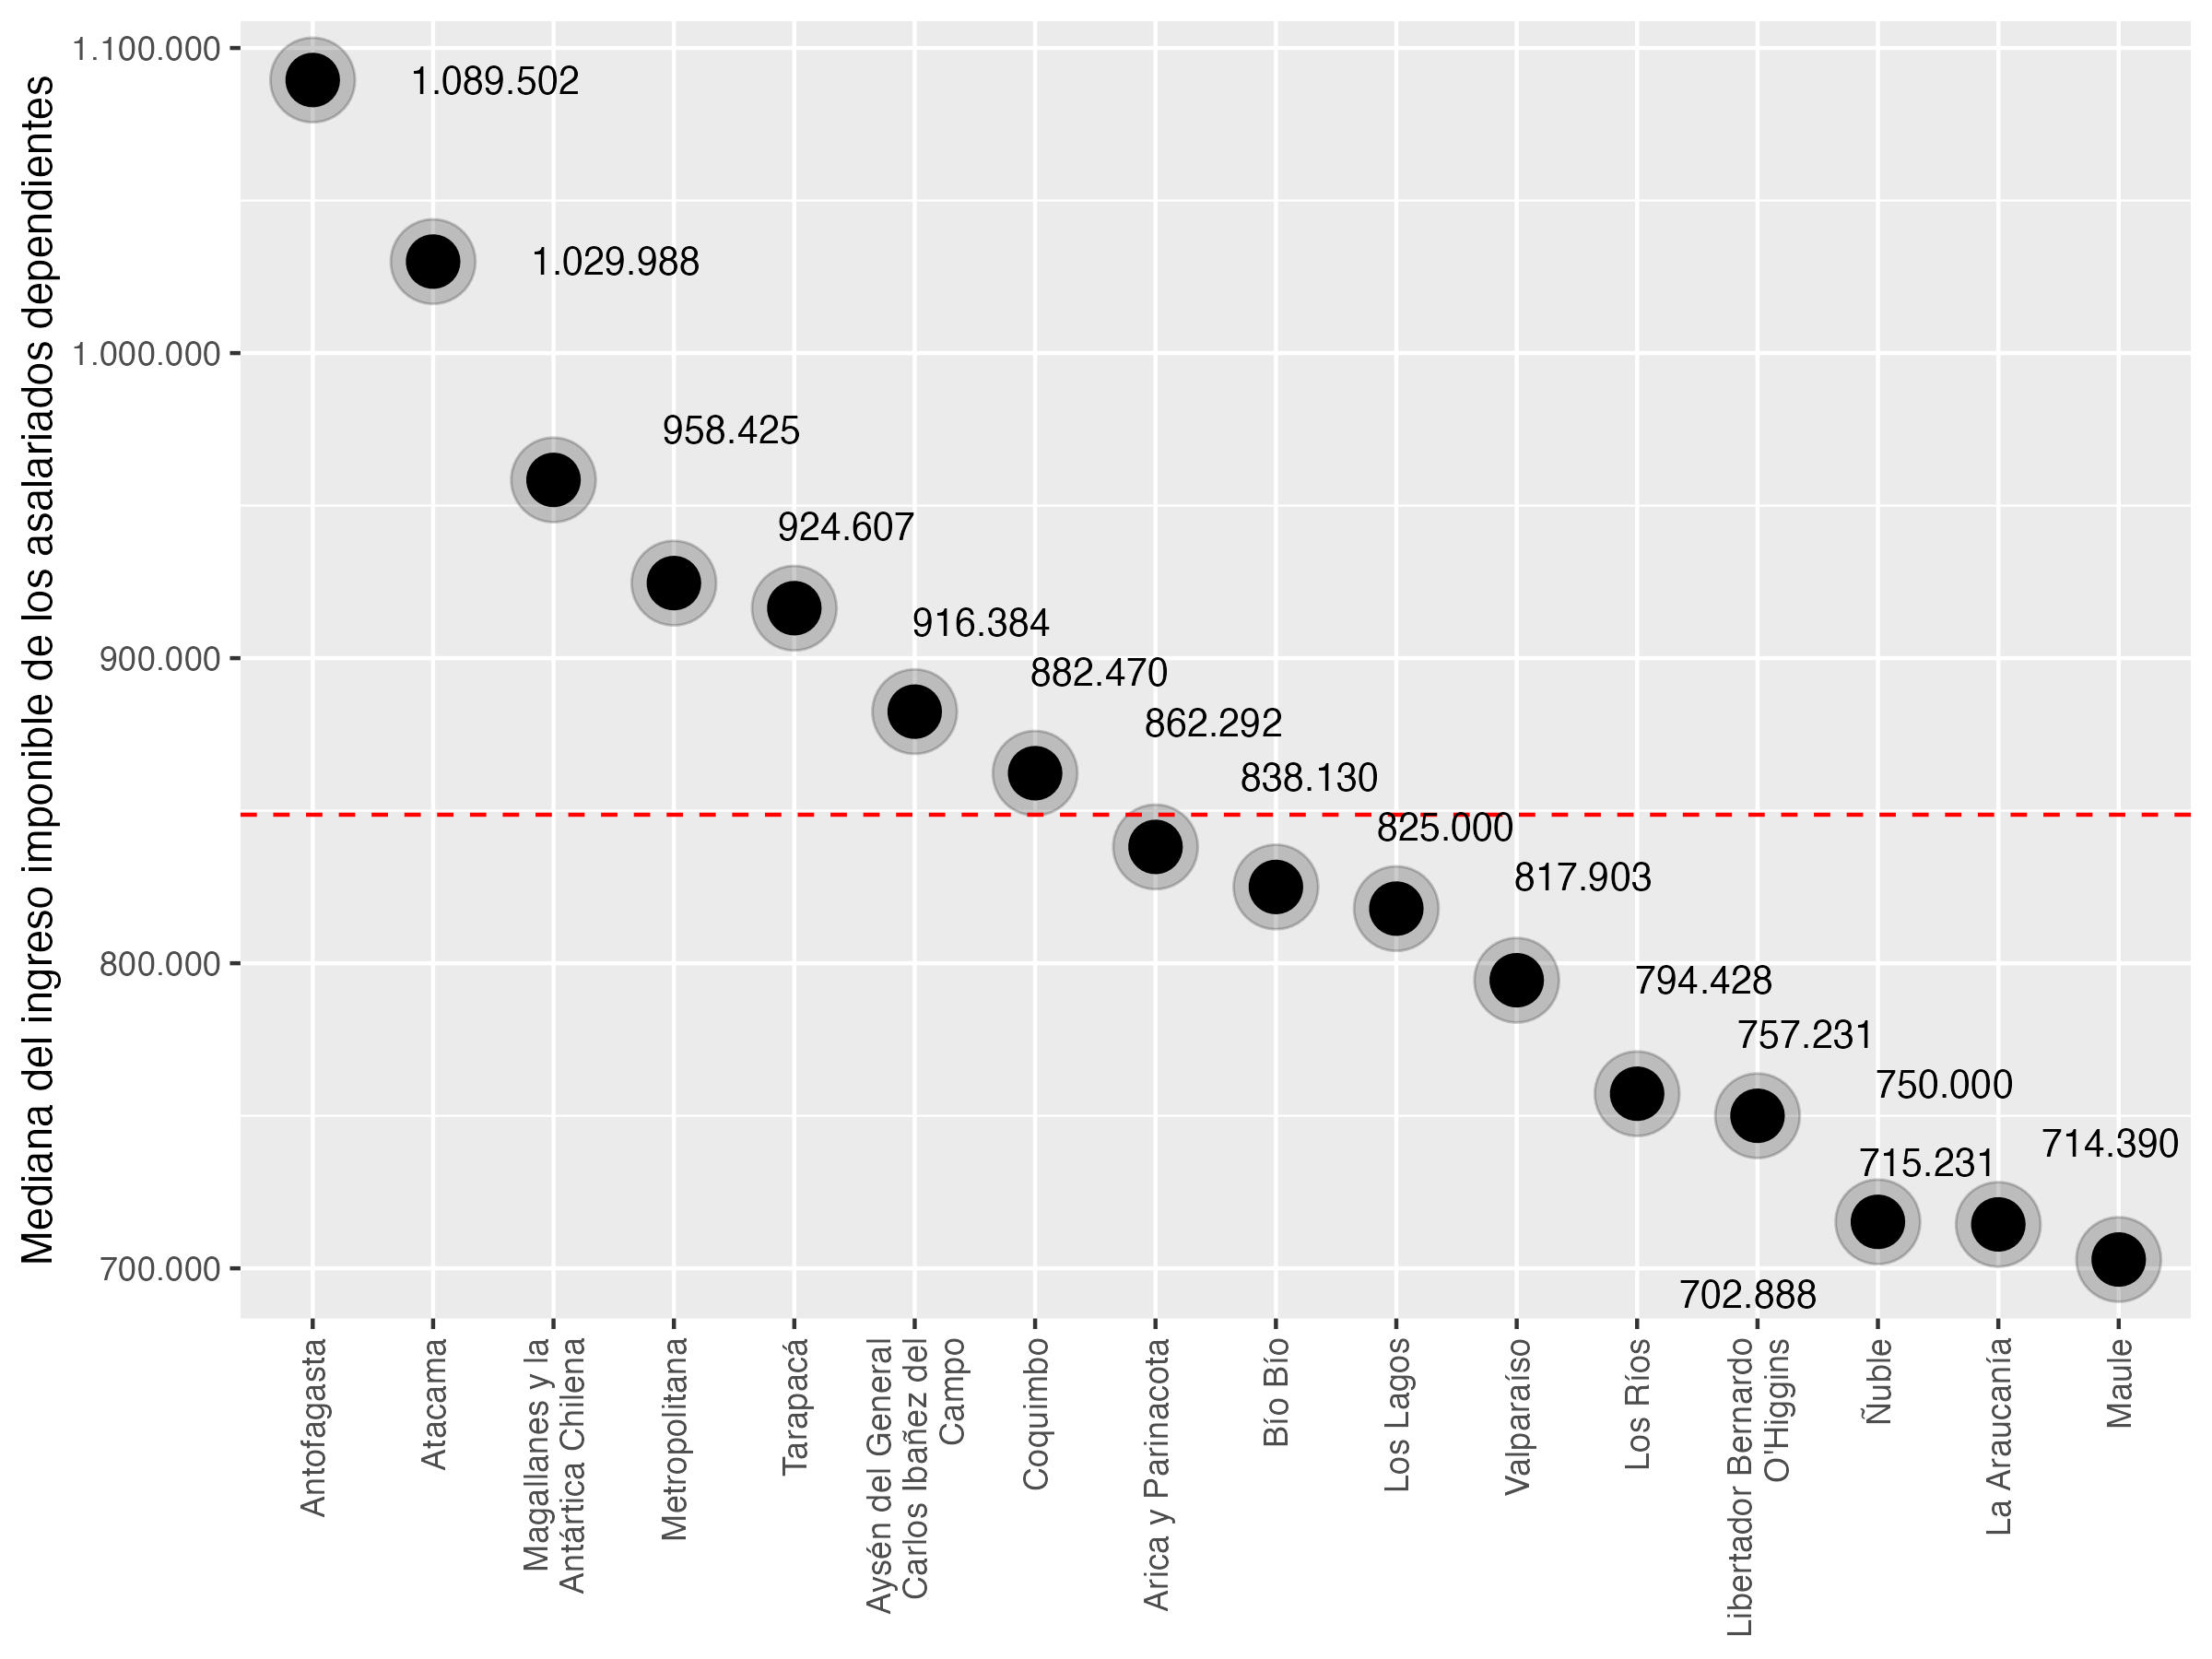 Mediana del ingreso imponible de los asalariados dependientes
1.100.000
1.000.000
900.000
800.000
700.000
1.089.502
1.029.988
958.425
924.607
916.384
882.470
862.292
838.130
825.000
817.903
794.428
757.231
750.000
715.231
714.390
702.888
Antofagasta
Atacama
Magallanes y la
Antártica Chilena
Metropolitana
Tarapacá
Aysén del General
Carlos Ibañez del
Campo
Coquimbo
Arica y Parinacota
Bío Bío
Los Lagos
Valparaíso
Los Ríos
Libertador Bernardo
O'Higgins
Ñuble
La Araucanía
Maule